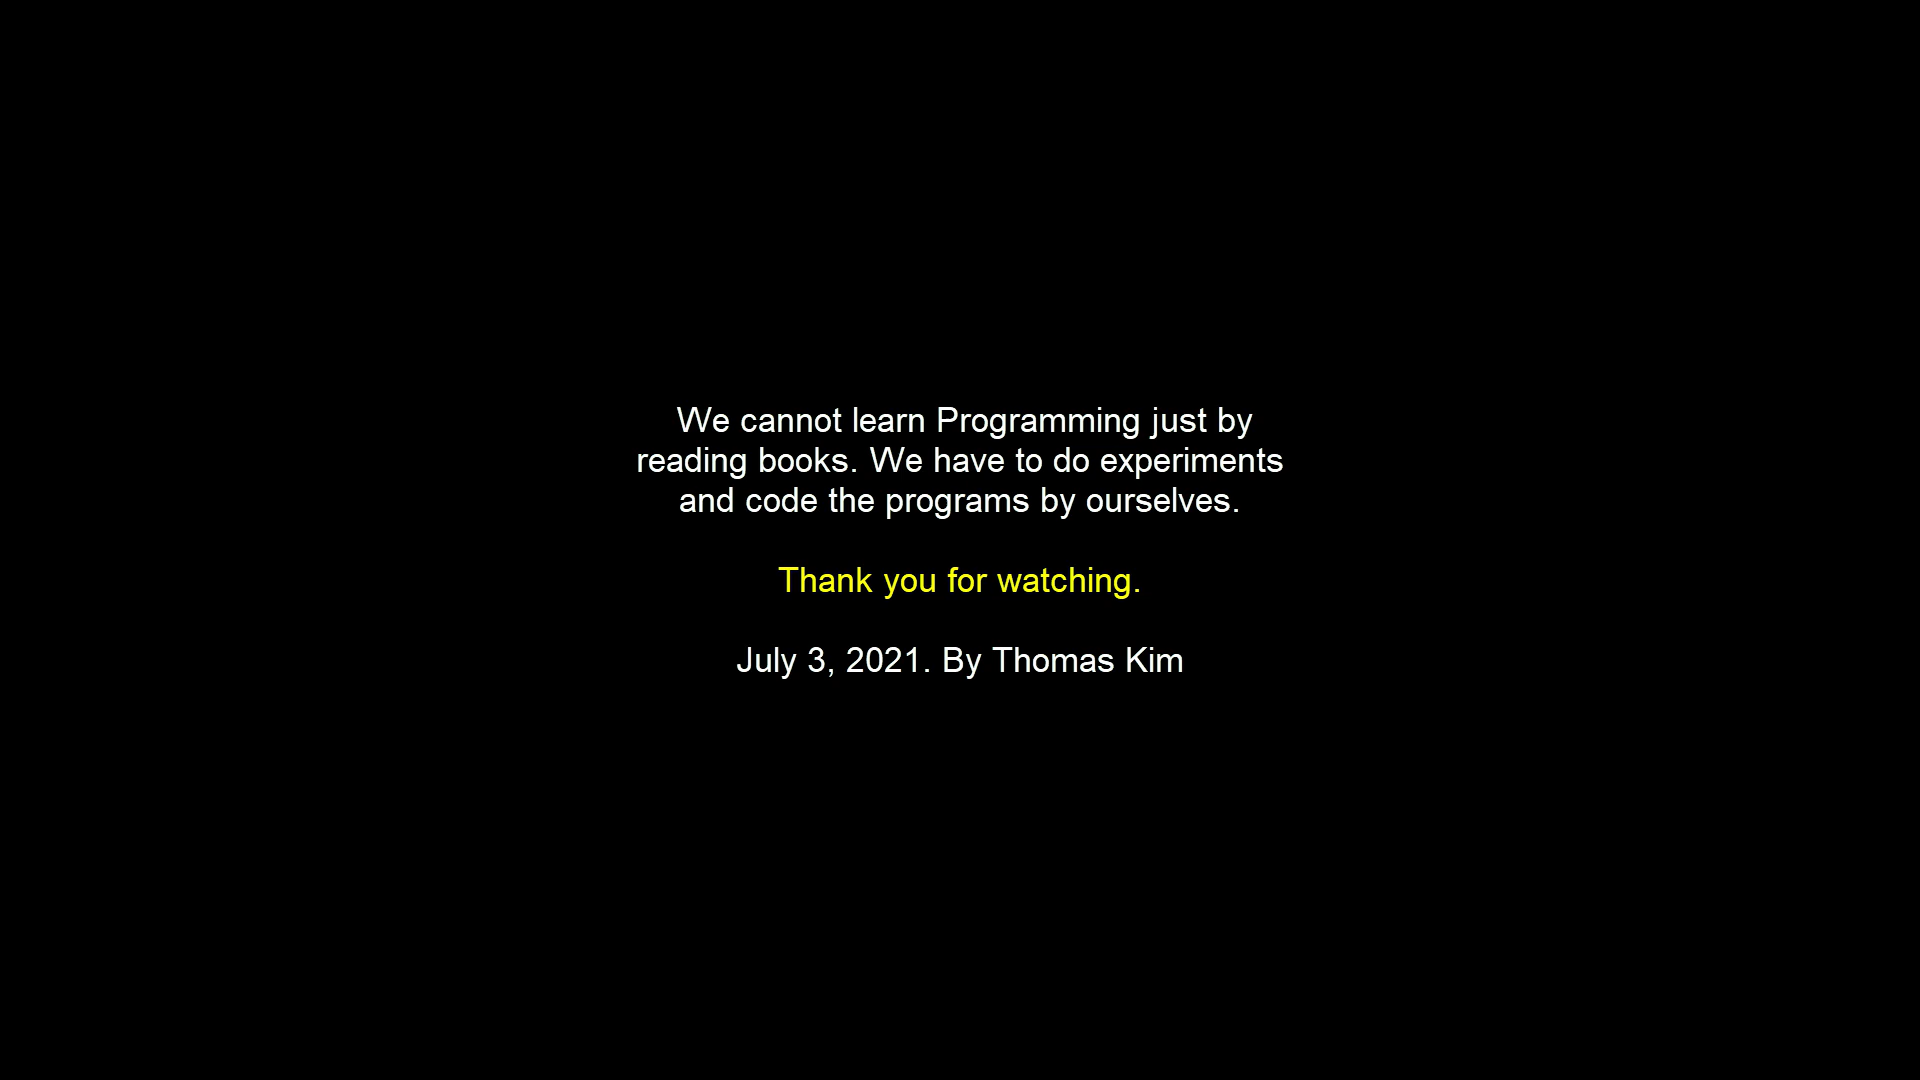 We cannot learn Programming just by
reading books. We have to do experiments
and code the programs by ourselves.
Thank you for watching.
July 3, 2021. By Thomas Kim